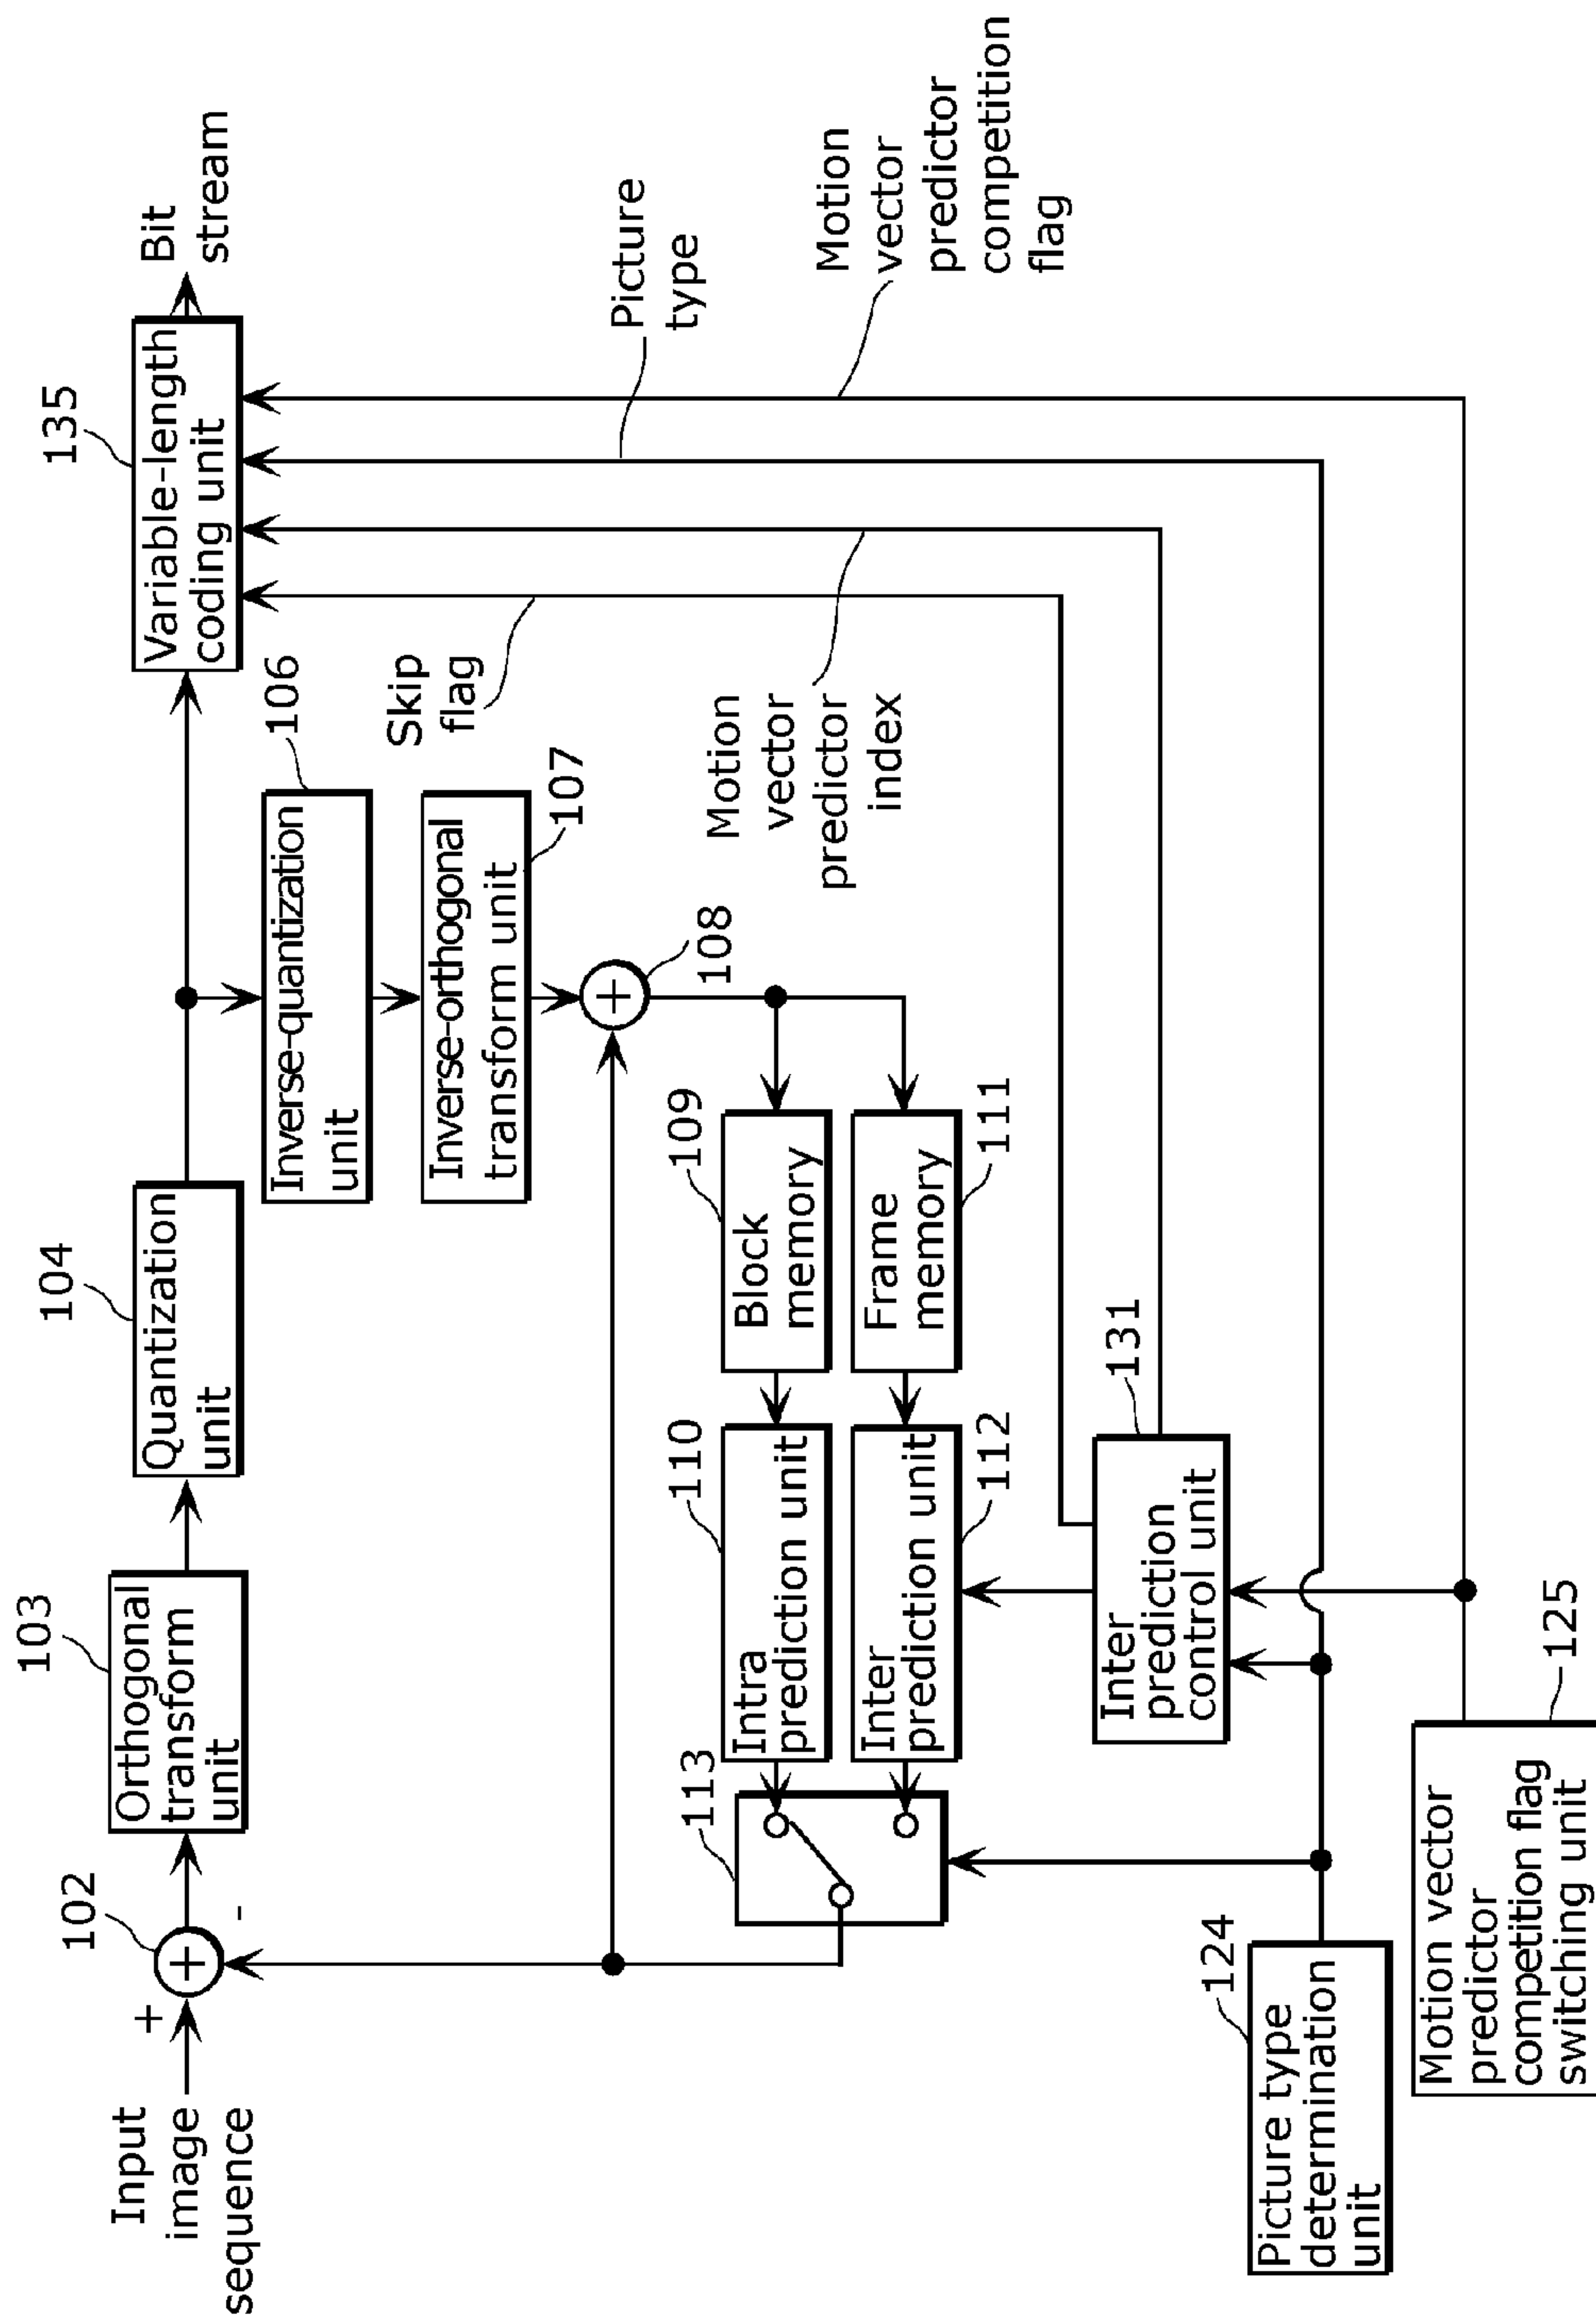 Input
image
sequence
+
-
+
102
103
Orthogonal
transform
unit
104
Quantization
unit
135
Variable-length
coding unit
Bit
stream
106
Inverse-quantization
unit
Inverse-orthogonal
transform unit
107
Skip
flag
+
108
Picture
type
113
110
Intra
prediction unit
109
Block
memory
Motion
vector
predictor
index
Motion
vector
predictor
competition
flag
Inter
prediction unit
112
Frame
memory
111
131
Inter
prediction
control unit
124
Picture type
determination
unit
Motion vector
predictor
competition flag
switching unit
125